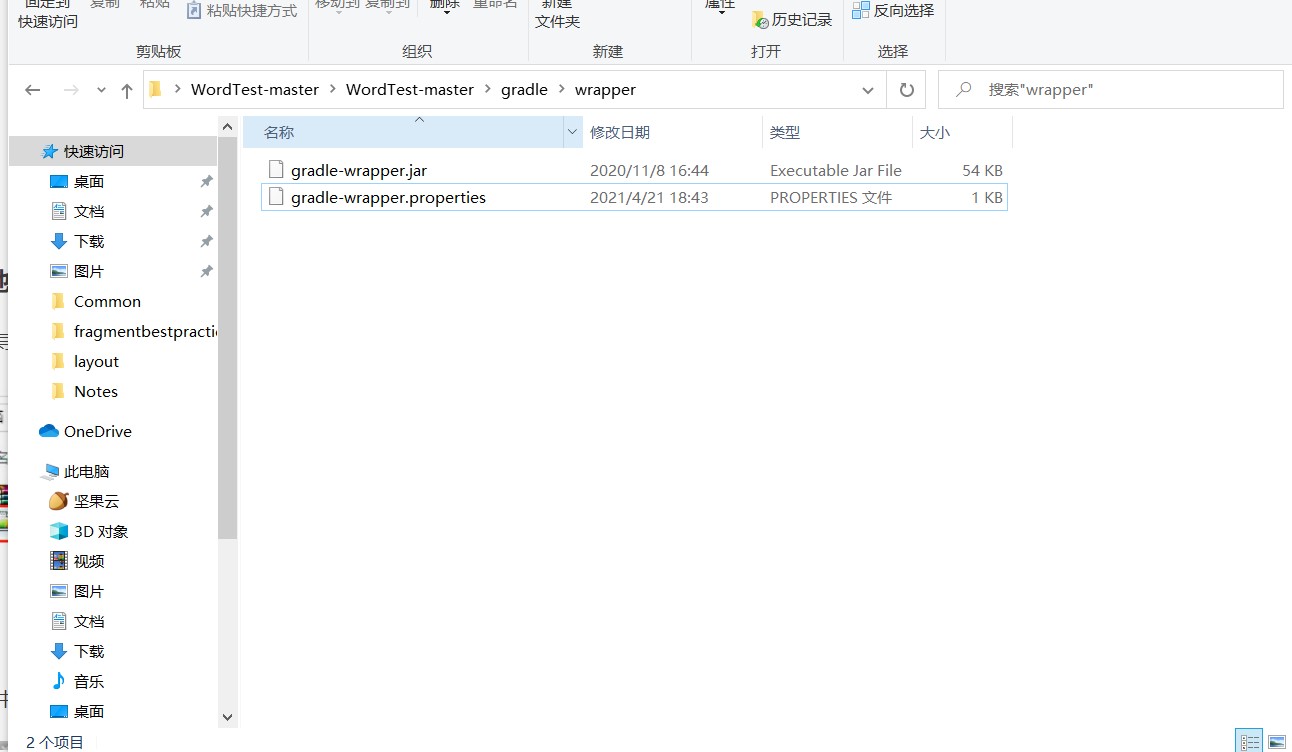 固定到 复制 粘贴 粘贴快捷方式 移动到 复制到 删除 重命名 新建 属性 反向选择
快速访问 文件夹 历史记录
剪贴板 组织 新建 打开 选择
WordTest-master WordTest-master gradle wrapper 搜索"wrapper"
名称 修改日期 类型 大小
gradle-wrapper.jar 2020/11/8 16:44 Executable Jar File 54 KB
gradle-wrapper.properties 2021/4/21 18:43 PROPERTIES 文件 1 KB
快速访问
桌面
文档
下载
图片
Common
fragmentbestpracti
layout
Notes
OneDrive
此电脑
坚果云
3D 对象
视频
图片
文档
下载
音乐
桌面
2 个项目